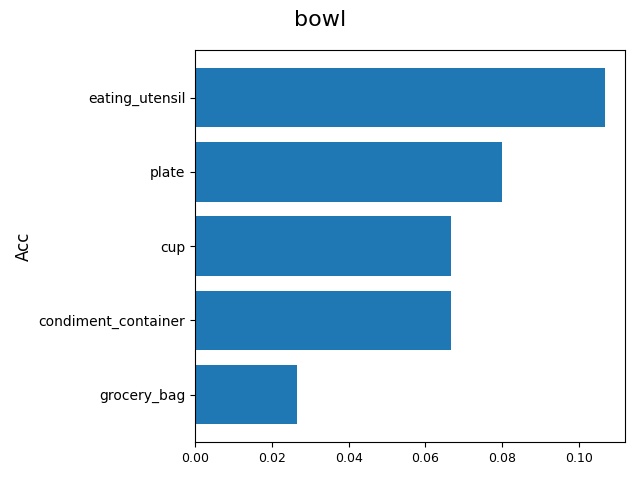 bowl
eating_utensil
plate
cup
condiment_container
grocery_bag
Acc
0.00 0.02 0.04 0.06 0.08 0.10